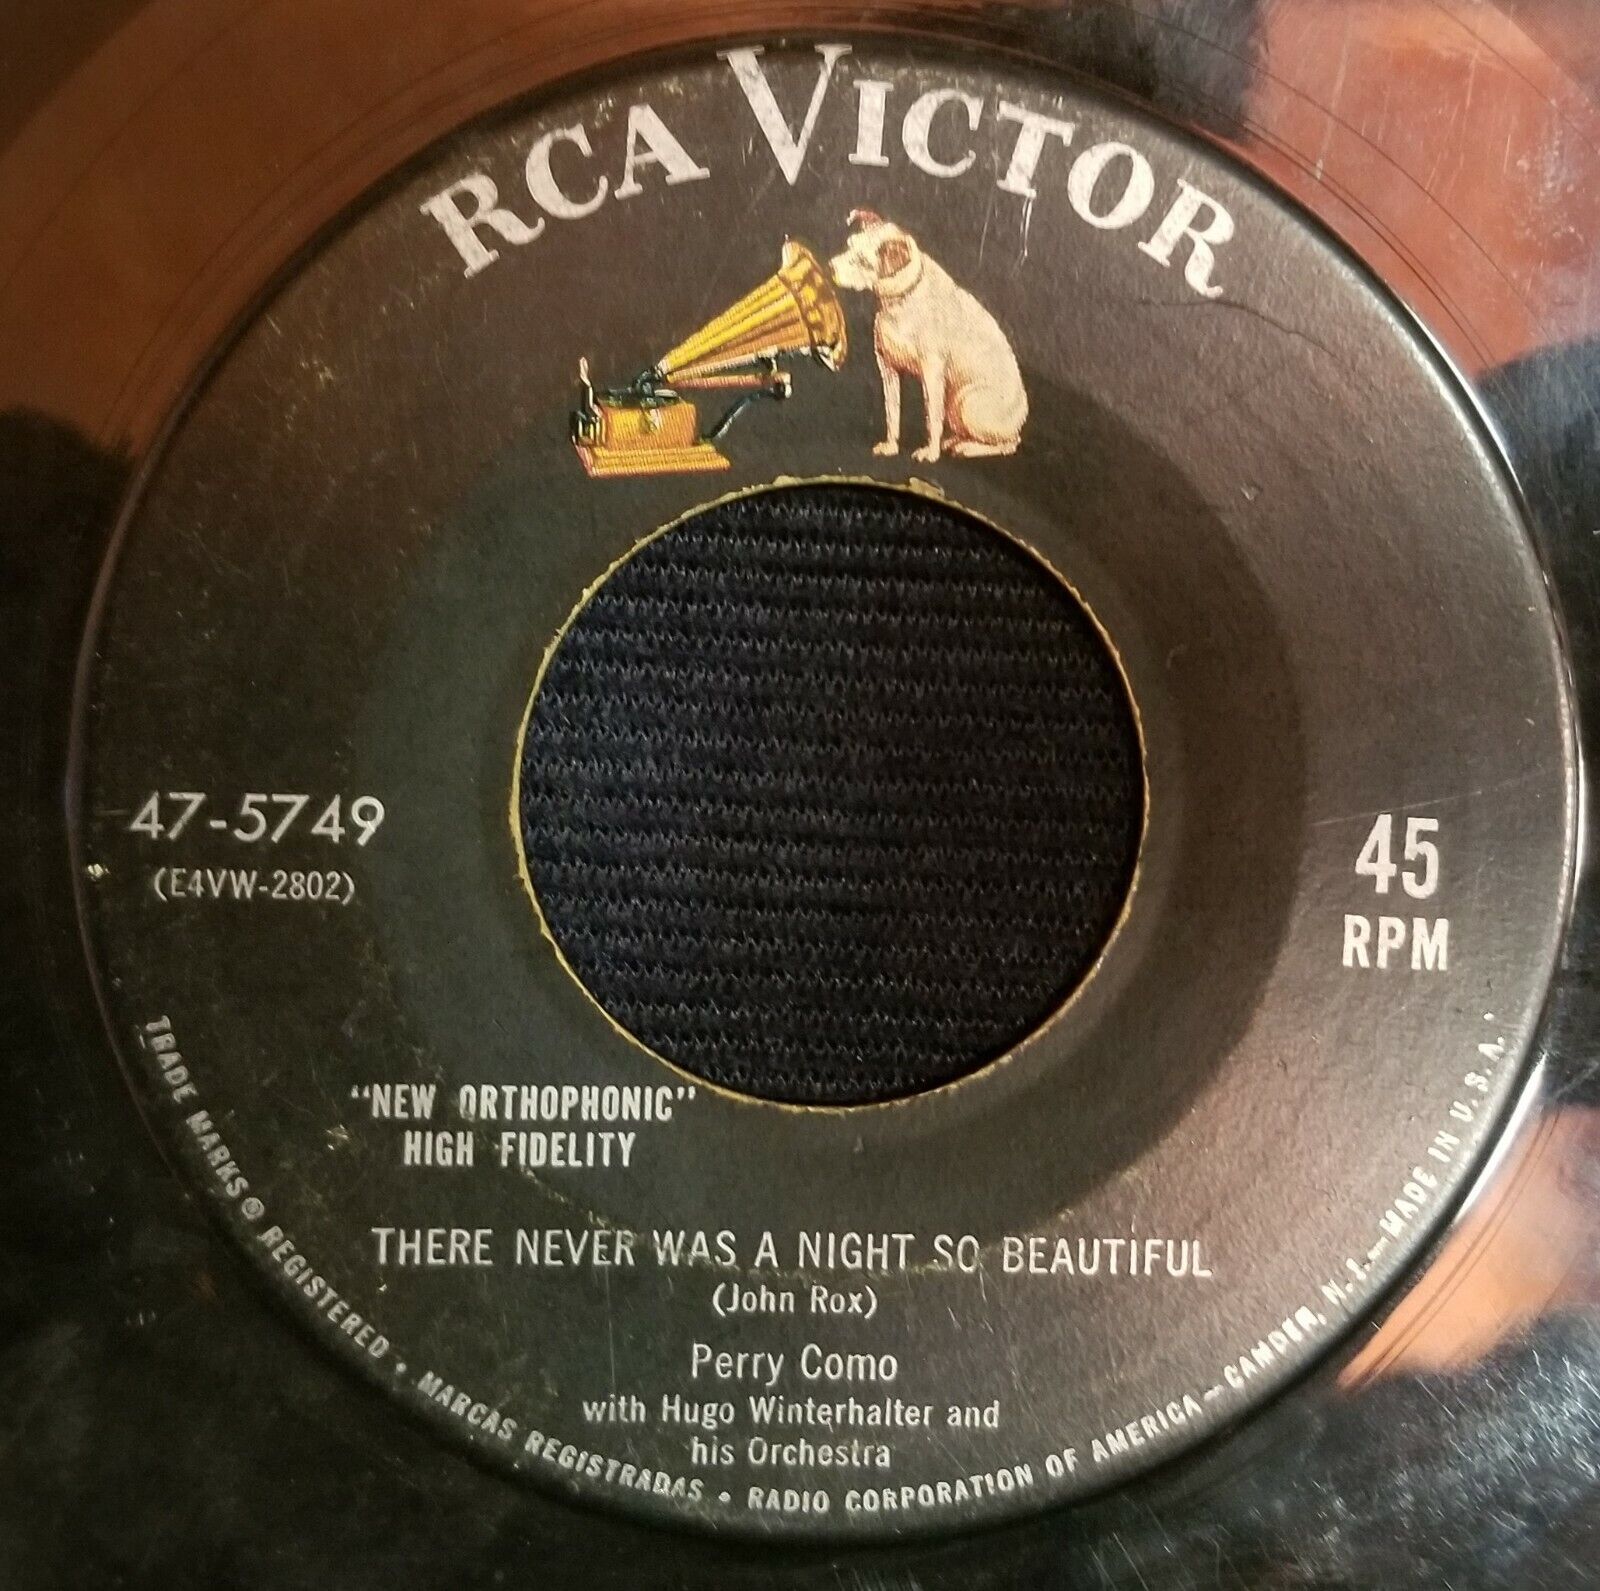 RCA VICTOR
47-5749
(E4VW-2802)
45
RPM
"NEW ORTHOPHONIC"
HIGH FIDELITY
THERE NEVER WAS A NIGHT SO BEAUTIFUL
(John Rox)
Perry Como
with Hugo Winterhalter and
his Orchestra
TRADE MARKS ® REGISTERED • MARCAS REGISTRADAS • RADIO CORPORATION OF AMERICA—CAMDEN, N. J.—MADE IN U.S.A.